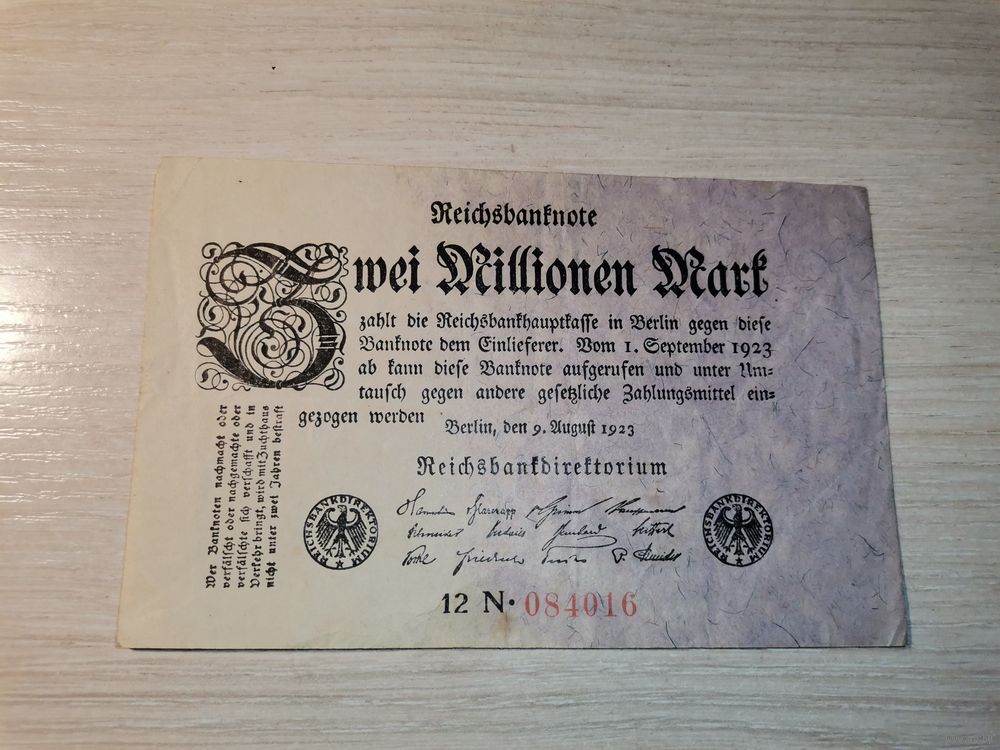 Reichsbanknote
Zwei Millionen Mark
zahlt die Reichsbankhauptkasse in Berlin gegen diese
Banknote dem Einlieferer. Vom 1. September 1923
ab kann diese Banknote aufgerufen und unter Um=
tausch gegen andere gesetzliche Zahlungsmittel ein=
gezogen werden
Berlin, den 9. August 1923
Reichsbankdirektorium
Wer Banknoten nachmacht oder
verfälscht oder nachgemachte oder
verfälschte sich verschafft und in
Verkehr bringt, wird mit Zuchthaus
nicht unter zwei Jahren bestraft
REICHSBANKDIREKTORIUM
REICHSBANKDIREKTORIUM
12 N· 084016